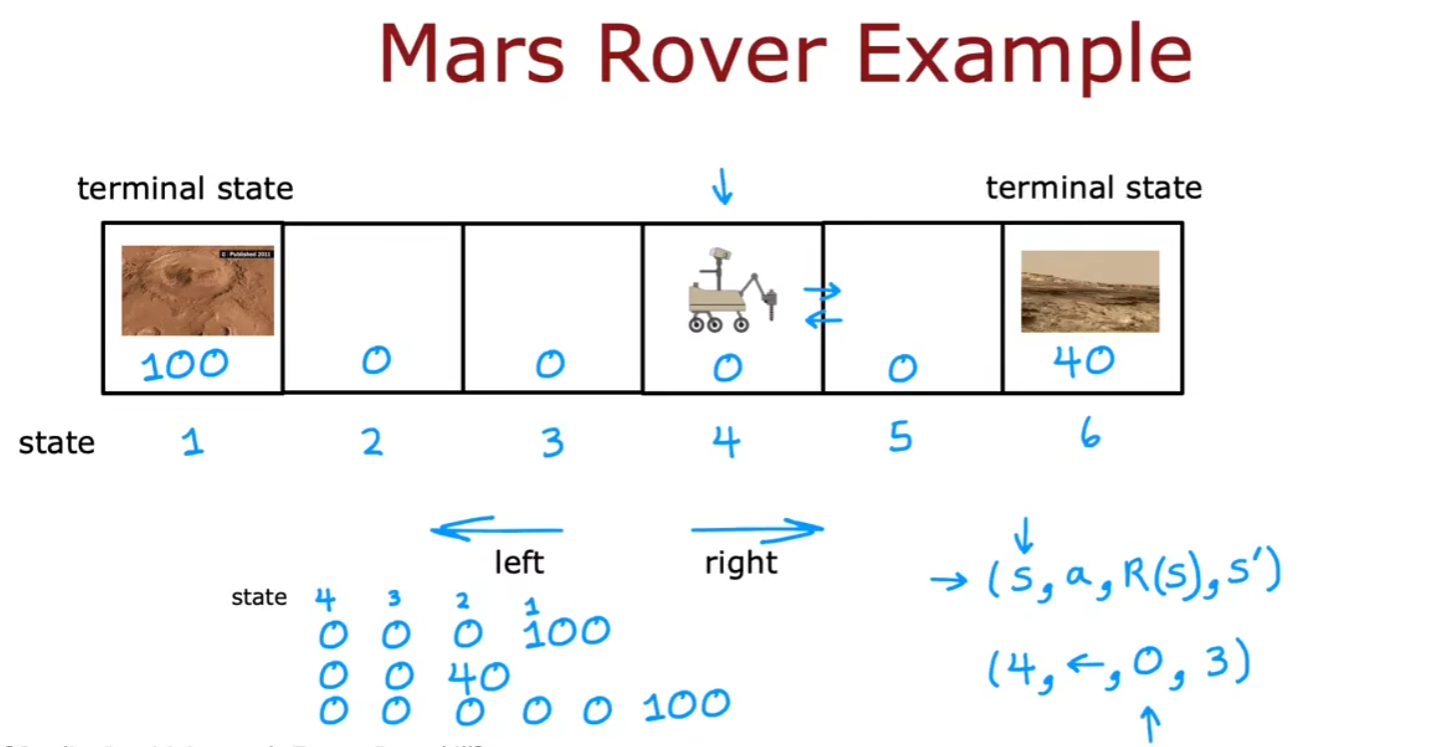 Mars Rover Example
terminal state
terminal state
↓
© Published 2011
→
←
100 0 0 0 0 40
state 1 2 3 4 5 6
← →
left right
↓
→ (s, a, R(s), s')
state 4 3 2 1
0 0 0 100
0 0 40
0 0 0 0 0 100
(4, ←, 0, 3)
↑